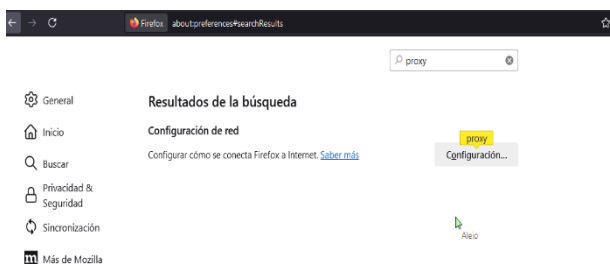 Firefox about:preferences#searchResults
proxy
General
Inicio
Buscar
Privacidad &
Seguridad
Sincronización
Más de Mozilla
Resultados de la búsqueda
Configuración de red
Configurar cómo se conecta Firefox a Internet. Saber más
proxy
Configuración...
Alejo